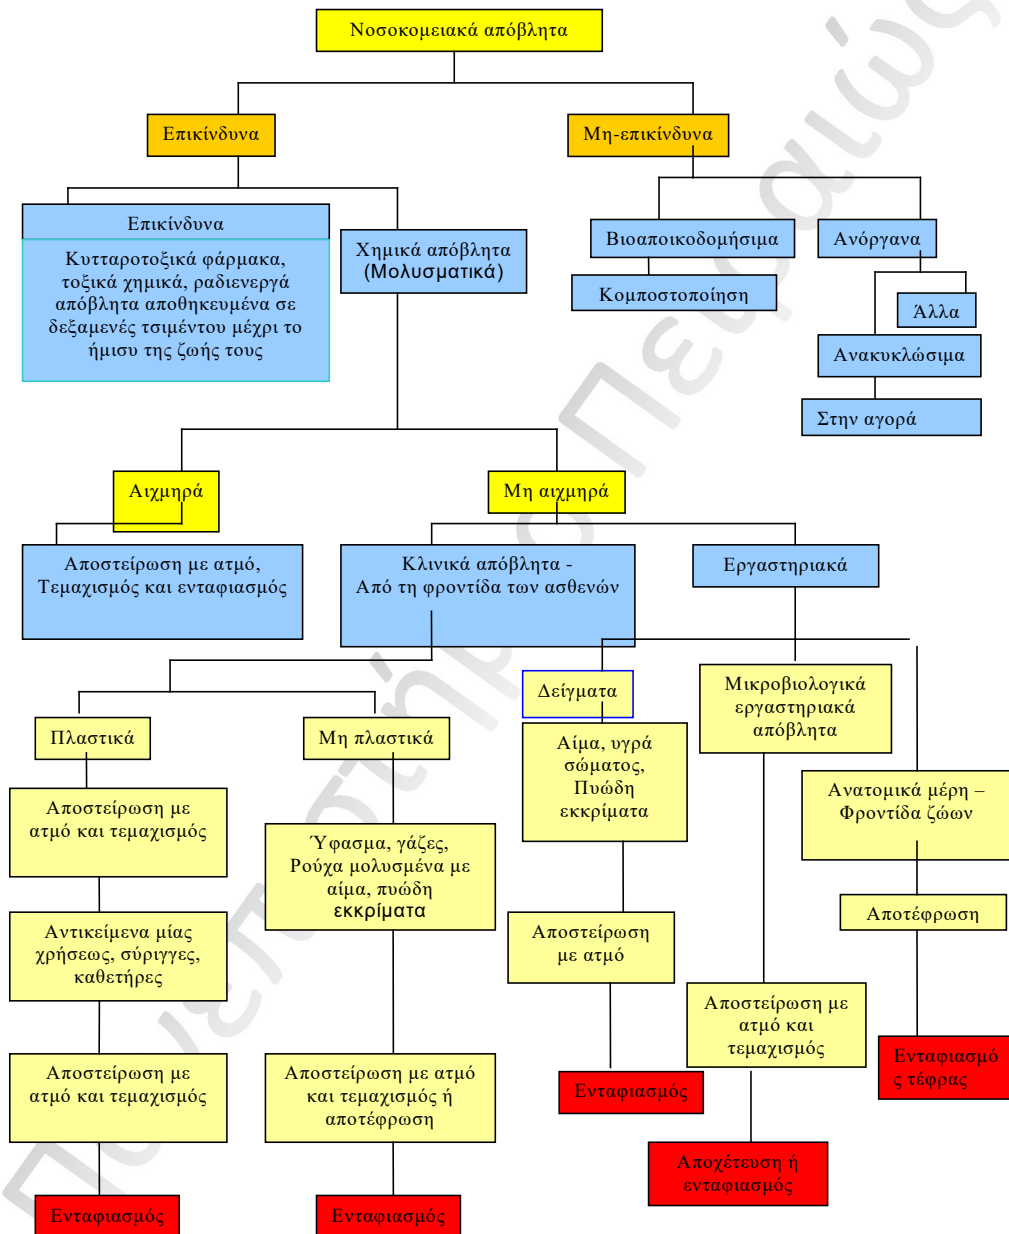 Νοσοκομειακά απόβλητα
Επικίνδυνα
Μη-επικίνδυνα
Επικίνδυνα
Κυτταροτοξικά φάρμακα,
τοξικά χημικά, ραδιενεργά
απόβλητα αποθηκευμένα σε
δεξαμενές τσιμέντου μέχρι το
ήμισυ της ζωής τους
Χημικά απόβλητα
(Μολυσματικά)
Βιοαποικοδομήσιμα
Κομποστοποίηση
Ανόργανα
Άλλα
Ανακυκλώσιμα
Στην αγορά
Αιχμηρά
Μη αιχμηρά
Αποστείρωση με ατμό,
Τεμαχισμός και ενταφιασμός
Κλινικά απόβλητα -
Από τη φροντίδα των ασθενών
Εργαστηριακά
Πλαστικά
Μη πλαστικά
Δείγματα
Μικροβιολογικά
εργαστηριακά
απόβλητα
Αίμα, υγρά
σώματος,
Πυώδη
εκκρίματα
Ανατομικά μέρη –
Φροντίδα ζώων
Αποστείρωση με
ατμό και τεμαχισμός
Ύφασμα, γάζες,
Ρούχα μολυσμένα με
αίμα, πυώδη
εκκρίματα
Αποτέφρωση
Αντικείμενα μίας
χρήσεως, σύριγγες,
καθετήρες
Αποστείρωση
με ατμό
Αποστείρωση με
ατμό και
τεμαχισμός
Ενταφιασμό
ς τέφρας
Αποστείρωση με
ατμό και τεμαχισμός
Αποστείρωση με ατμό
και τεμαχισμός ή
αποτέφρωση
Ενταφιασμός
Αποχέτευση ή
ενταφιασμός
Ενταφιασμός
Ενταφιασμός
Πανεπιστήμιο Πειραιώς